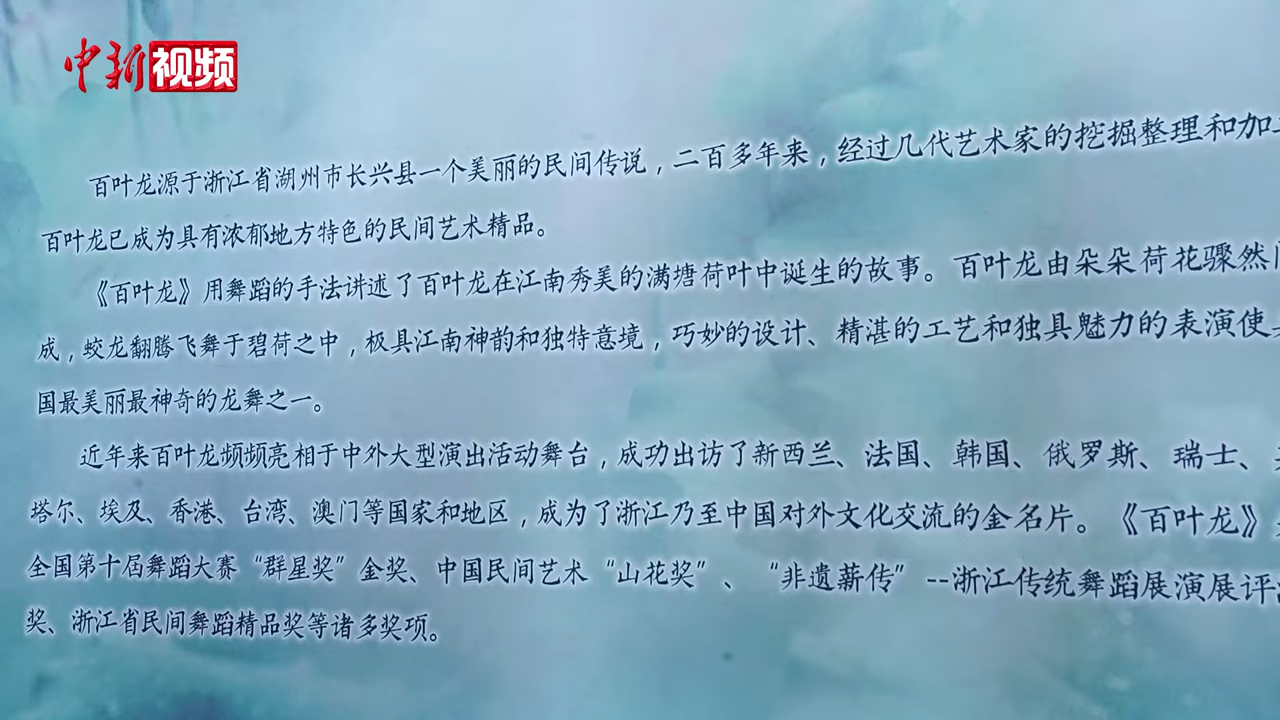 中新视频
百叶龙源于浙江省湖州市长兴县一个美丽的民间传说，二百多年来，经过几代艺术家的挖掘整理和加
百叶龙已成为具有浓郁地方特色的民间艺术精品。
《百叶龙》用舞蹈的手法讲述了百叶龙在江南秀美的满塘荷叶中诞生的故事。百叶龙由朵朵荷花骤然
成，蛟龙翻腾飞舞于碧荷之中，极具江南神韵和独特意境，巧妙的设计、精湛的工艺和独具魅力的表演使
国最美丽最神奇的龙舞之一。
近年来百叶龙频频亮相于中外大型演出活动舞台，成功出访了新西兰、法国、韩国、俄罗斯、瑞士、
塔尔、埃及、香港、台湾、澳门等国家和地区，成为了浙江乃至中国对外文化交流的金名片。《百叶龙》
全国第十届舞蹈大赛“群星奖”金奖、中国民间艺术“山花奖”、“非遗薪传”--浙江传统舞蹈展演展评
奖、浙江省民间舞蹈精品奖等诸多奖项。